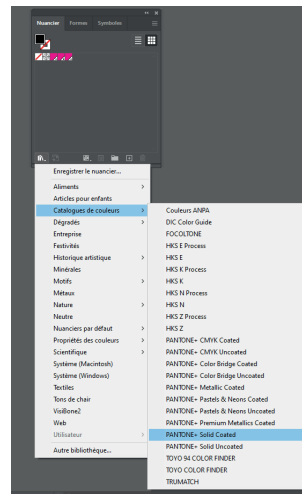 Nuancier Formes Symboles
Enregistrer le nuancier...
Aliments
Articles pour enfants
Catalogues de couleurs
Dégradés
Entreprise
Festivités
Historique artistique
Minérales
Motifs
Métaux
Nature
Neutre
Nuanciers par défaut
Propriétés des couleurs
Scientifique
Système (Macintosh)
Système (Windows)
Textiles
Tons de chair
VisiBone2
Web
Utilisateur
Autre bibliothèque...
Couleurs ANPA
DIC Color Guide
FOCOLTONE
HKS E Process
HKS E
HKS K Process
HKS K
HKS N Process
HKS N
HKS Z Process
HKS Z
PANTONE+ CMYK Coated
PANTONE+ CMYK Uncoated
PANTONE+ Color Bridge Coated
PANTONE+ Color Bridge Uncoated
PANTONE+ Metallic Coated
PANTONE+ Pastels & Neons Coated
PANTONE+ Pastels & Neons Uncoated
PANTONE+ Premium Metallics Coated
PANTONE+ Solid Coated
PANTONE+ Solid Uncoated
TOYO 94 COLOR FINDER
TOYO COLOR FINDER
TRUMATCH